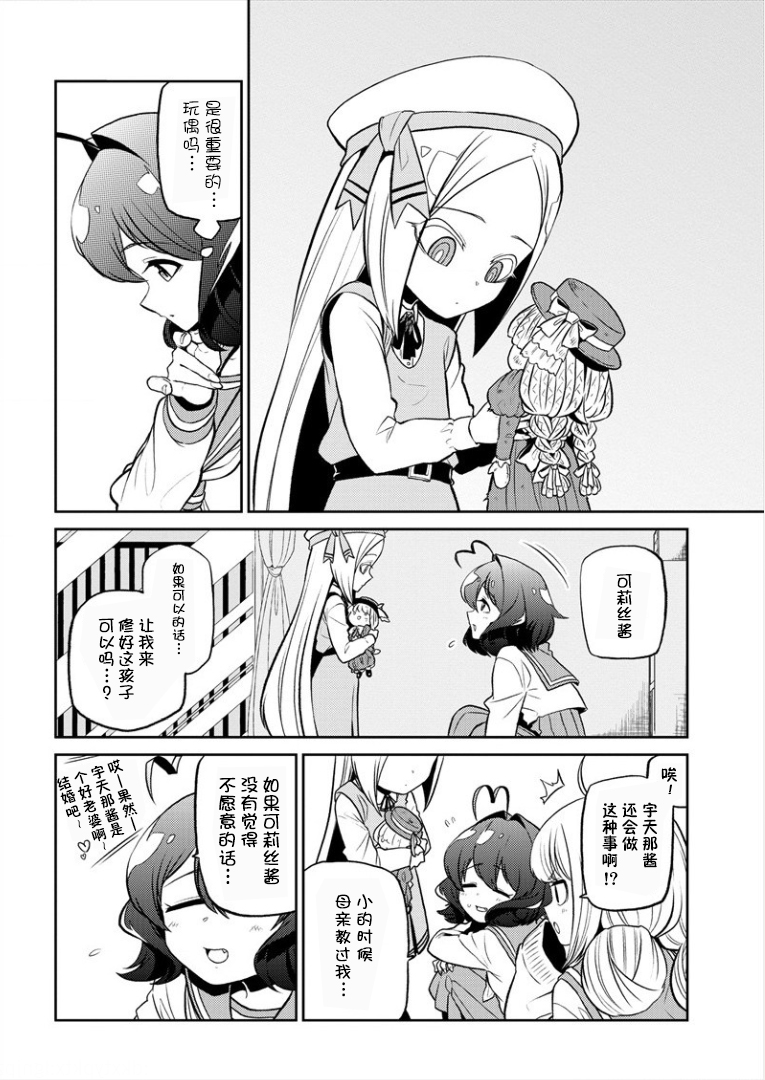 是很重要的…
玩偶吗…
可莉丝酱
如果可以的话…
让我来
修好这孩子
可以吗…?
唉!
宇天那酱
还会做
这种事啊!?
小的时候
母亲教过
我…
如果可莉丝酱
没有觉得
不愿意的话…
哎ー果然ー
宇天那酱是
个好老婆啊~
结婚吧~♡